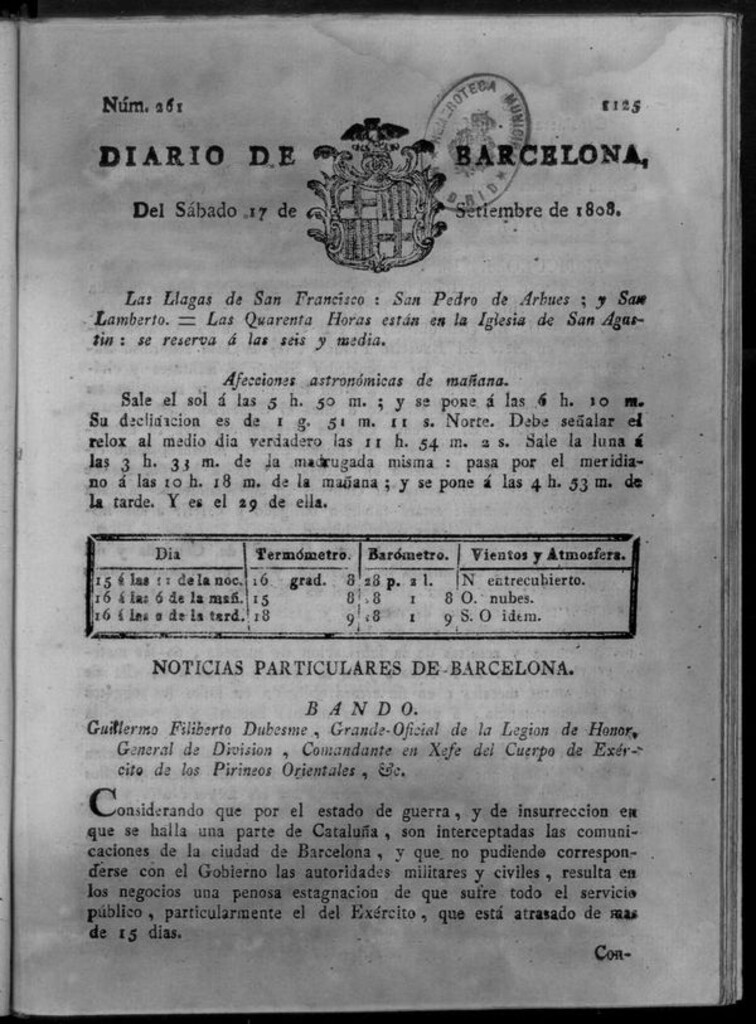 Núm. 261 1125
HEMEROTECA MUNICIPAL
MADRID
DIARIO DE BARCELONA,
Del Sábado 17 de Setiembre de 1808.
Las Llagas de San Francisco : San Pedro de Arbues ; y San
Lamberto. = Las Quarenta Horas están en la Iglesia de San Agus-
tin : se reserva á las seis y media.
Afecciones astronómicas de mañana.
Sale el sol á las 5 h. 50 m. ; y se pone á las 6 h. 10 m.
Su declinacion es de 1 g. 51 m. 11 s. Norte. Debe señalar el
relox al medio dia verdadero las 11 h. 54 m. 2 s. Sale la luna á
las 3 h. 33 m. de la madrugada misma : pasa por el meridia-
no á las 10 h. 18 m. de la mañana ; y se pone á las 4 h. 53 m. de
la tarde. Y es el 29 de ella.
Dia Termómetro. Barómetro. Vientos y Atmosfera.
15 á las 11 de la noc. 16 grad. 8 28 p. 2 l. N entrecubierto.
16 á las 6 de la mañ. 15 8 28 1 8 O. nubes.
16 á las 2 de la tard. 18 9 28 1 9 S. O idem.
NOTICIAS PARTICULARES DE BARCELONA.
BANDO.
Guillermo Filiberto Duhesme , Grande-Oficial de la Legion de Honor,
General de Division , Comandante en Xefe del Cuerpo de Exér-
cito de los Pirineos Orientales , &c.
Considerando que por el estado de guerra , y de insurreccion en
que se halla una parte de Cataluña , son interceptadas las comuni-
caciones de la ciudad de Barcelona , y que no pudiendo correspon-
derse con el Gobierno las autoridades militares y civiles , resulta en
los negocios una penosa estagnacion de que sufre todo el servicio
público , particularmente el del Exército , que está atrasado de mas
de 15 dias.
Con-